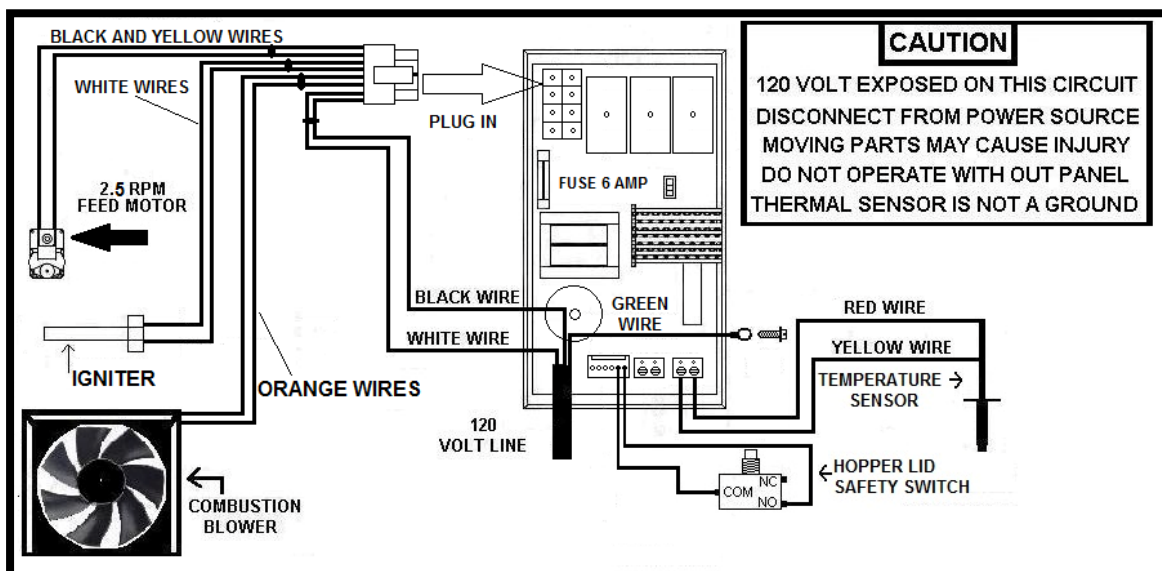 BLACK AND YELLOW WIRES
WHITE WIRES
PLUG IN
CAUTION
120 VOLT EXPOSED ON THIS CIRCUIT
DISCONNECT FROM POWER SOURCE
MOVING PARTS MAY CAUSE INJURY
DO NOT OPERATE WITH OUT PANEL
THERMAL SENSOR IS NOT A GROUND
2.5 RPM
FEED MOTOR
FUSE 6 AMP
BLACK WIRE
GREEN
WIRE
WHITE WIRE
RED WIRE
YELLOW WIRE
TEMPERATURE
SENSOR
IGNITER
ORANGE WIRES
120
VOLT LINE
NC
COM
NO
HOPPER LID
SAFETY SWITCH
COMBUSTION
BLOWER